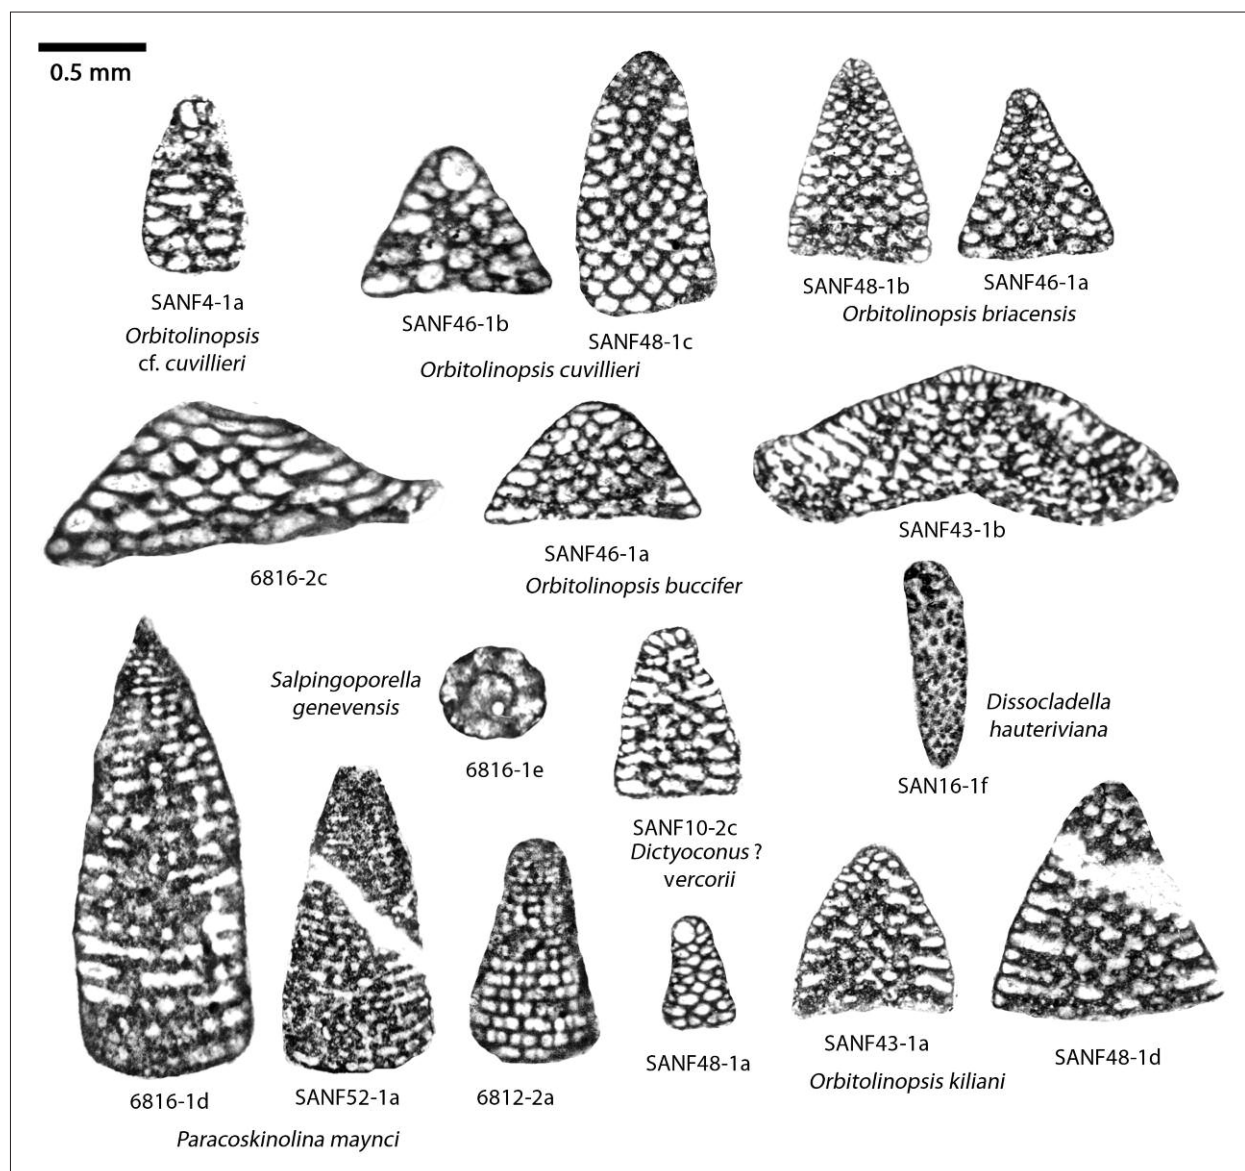 0.5 mm
SANF4-1a
Orbitolinopsis
cf. cuvillieri
SANF46-1b
SANF48-1c
Orbitolinopsis cuvillieri
SANF48-1b
SANF46-1a
Orbitolinopsis briacensis
6816-2c
SANF46-1a
Orbitolinopsis buccifer
SANF43-1b
Salpingoporella
genevensis
6816-1e
SANF10-2c
Dictyoconus ?
vercorii
Dissocladella
hauteriviana
SAN16-1f
6816-1d
SANF52-1a
6812-2a
Paracoskinolina maynci
SANF48-1a
SANF43-1a
SANF48-1d
Orbitolinopsis kiliani